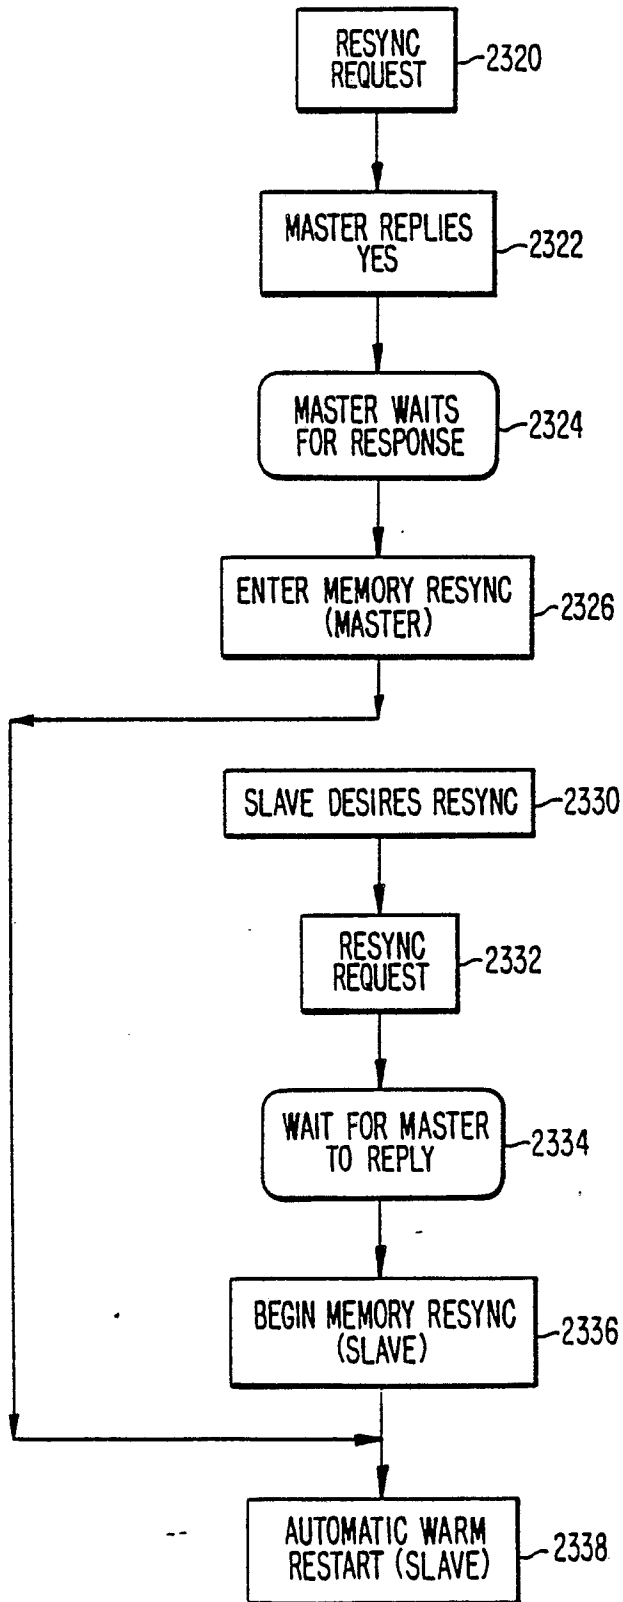 RESYNC
REQUEST
2320
MASTER REPLIES
YES
2322
MASTER WAITS
FOR RESPONSE
2324
ENTER MEMORY RESYNC
(MASTER)
2326
SLAVE DESIRES RESYNC
2330
RESYNC
REQUEST
2332
WAIT FOR MASTER
TO REPLY
2334
BEGIN MEMORY RESYNC
(SLAVE)
2336
AUTOMATIC WARM
RESTART (SLAVE)
2338